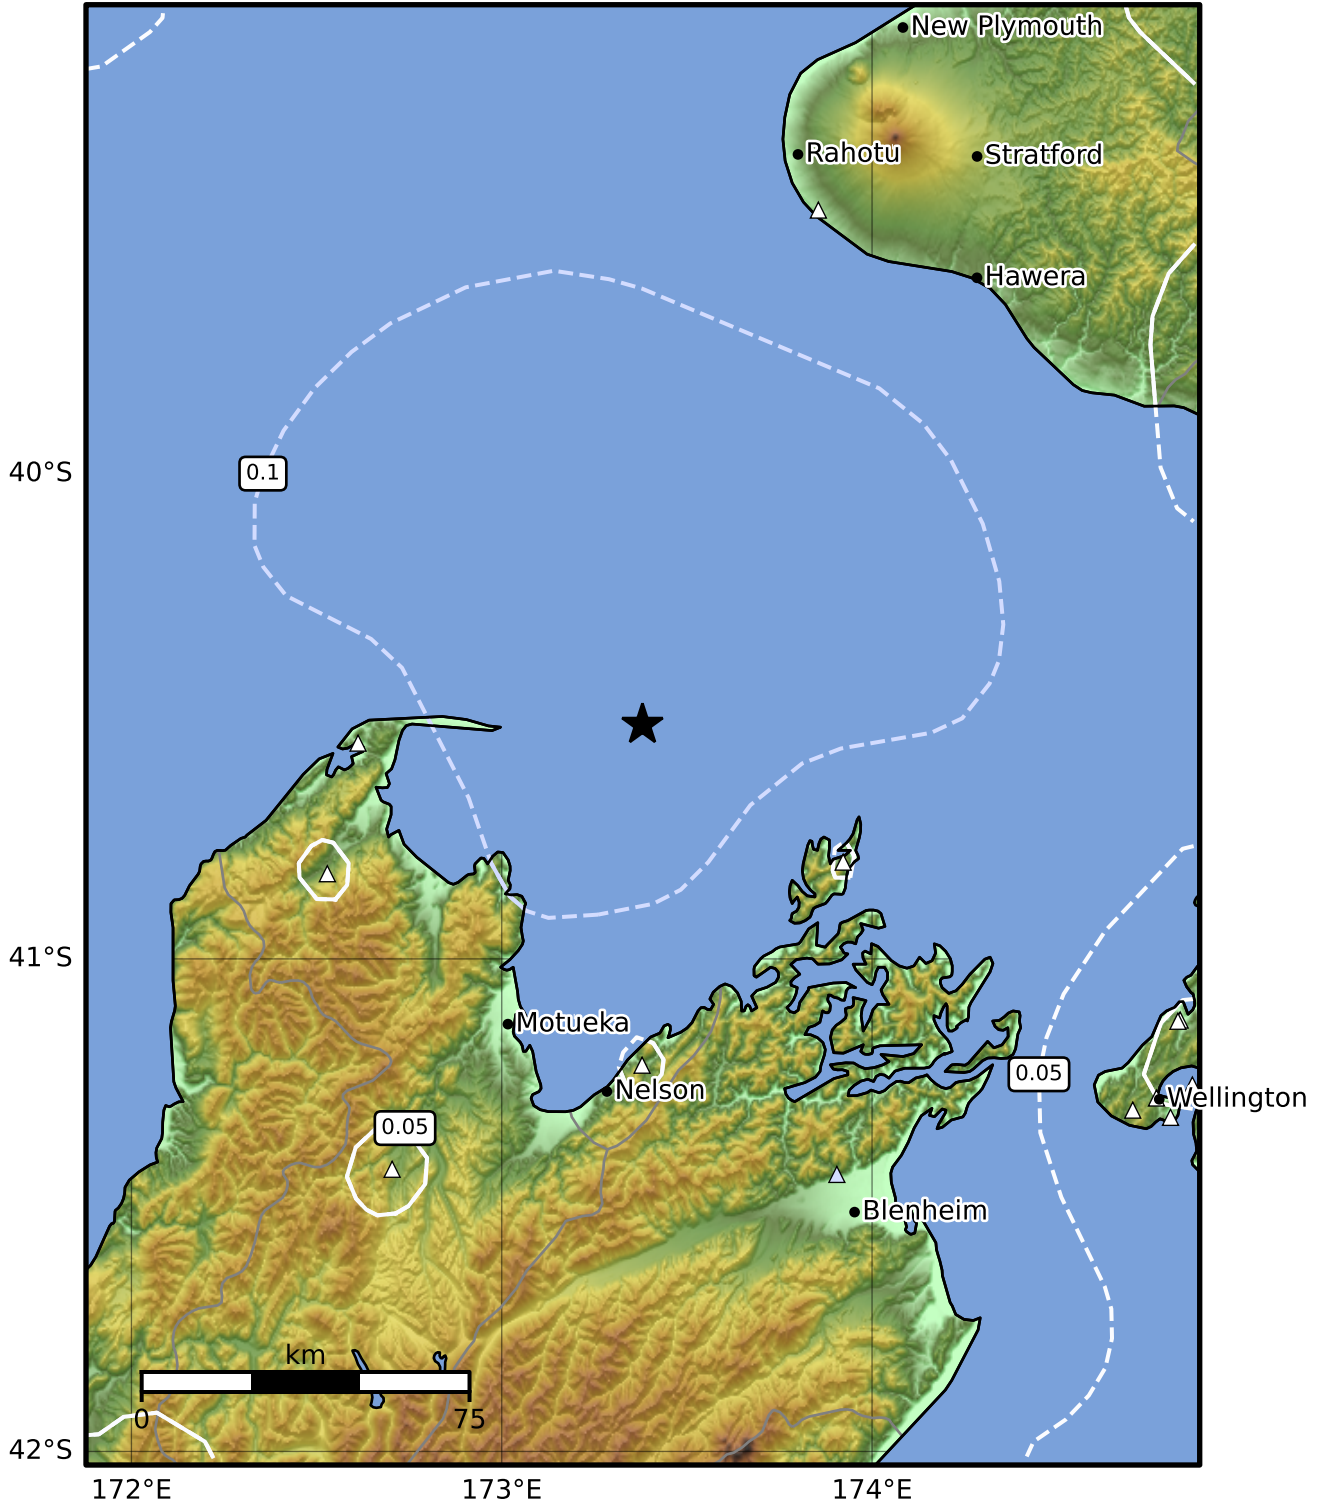 New Plymouth
Rahotu
Stratford
Hawera
40°S
0.1
41°S
Motueka
Nelson
0.05
Wellington
0.05
Blenheim
km
0
75
42°S
172°E
173°E
174°E